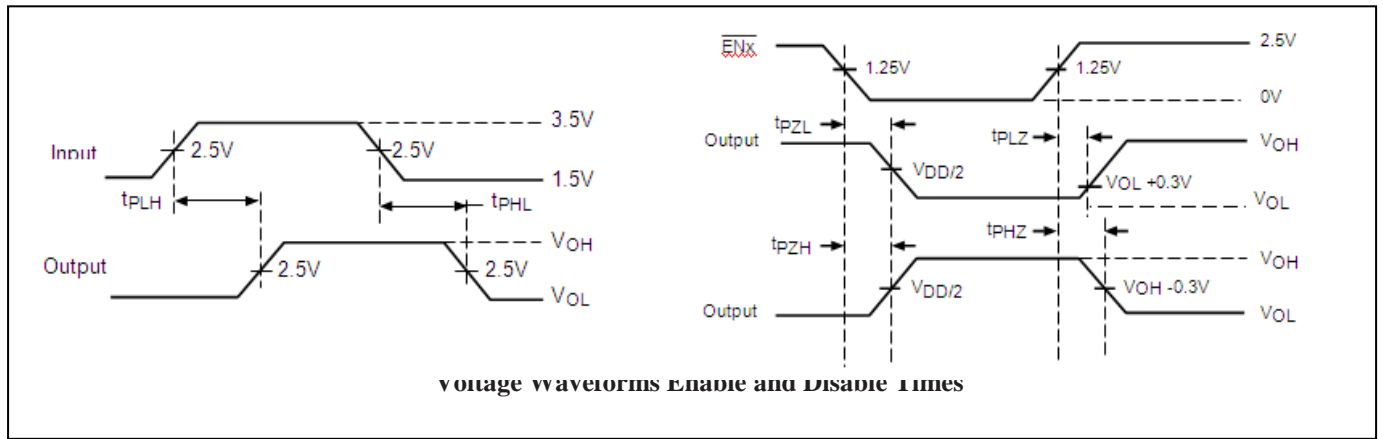 Input
2.5V
2.5V
3.5V
1.5V
tPLH
tPHL
Output
2.5V
2.5V
VOH
VOL
ENx
1.25V
1.25V
2.5V
0V
Output
tPZL
VDD/2
tPLZ
VOL +0.3V
VOH
VOL
tPZH
Output
VDD/2
tPHZ
VOH -0.3V
VOH
VOL
Voltage Waveforms Enable and Disable Times